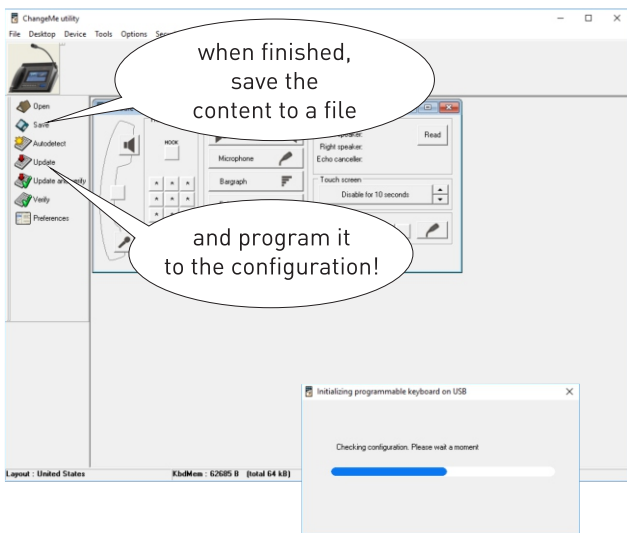 ChangeMe utility
File Desktop Device Tools Options
when finished,
save the
content to a file
Open
Save
Autodetect
Update
Update and verify
Verify
Preferences
HOOK
Microphone
Bargraph
Right speaker:
Echo canceller:
Read
Touch screen
Disable for 10 seconds
* * *
* * *
and program it
to the configuration!
Initializing programmable keyboard on USB
Checking configuration. Please wait a moment
Layout : United States KbdMem : 62685 B (total 64 kB)